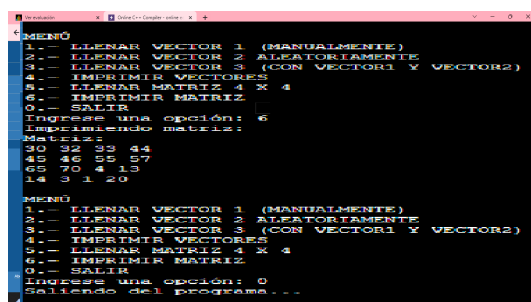 Ver evaluación
Online C++ Compiler - online e
MENÚ
1.- LLENAR VECTOR 1 (MANUALMENTE)
2.- LLENAR VECTOR 2 ALEATORIAMENTE
3.- LLENAR VECTOR 3 (CON VECTOR1 Y VECTOR2)
4.- IMPRIMIR VECTORES
5.- LLENAR MATRIZ 4 X 4
6.- IMPRIMIR MATRIZ
0.- SALIR
Ingrese una opción: 6
Imprimiendo matriz:
Matriz:
30 32 33 44
45 46 55 57
65 70 4 13
14 3 1 20
MENÚ
1.- LLENAR VECTOR 1 (MANUALMENTE)
2.- LLENAR VECTOR 2 ALEATORIAMENTE
3.- LLENAR VECTOR 3 (CON VECTOR1 Y VECTOR2)
4.- IMPRIMIR VECTORES
5.- LLENAR MATRIZ 4 X 4
6.- IMPRIMIR MATRIZ
0.- SALIR
Ingrese una opción: 0
Saliendo del programa...